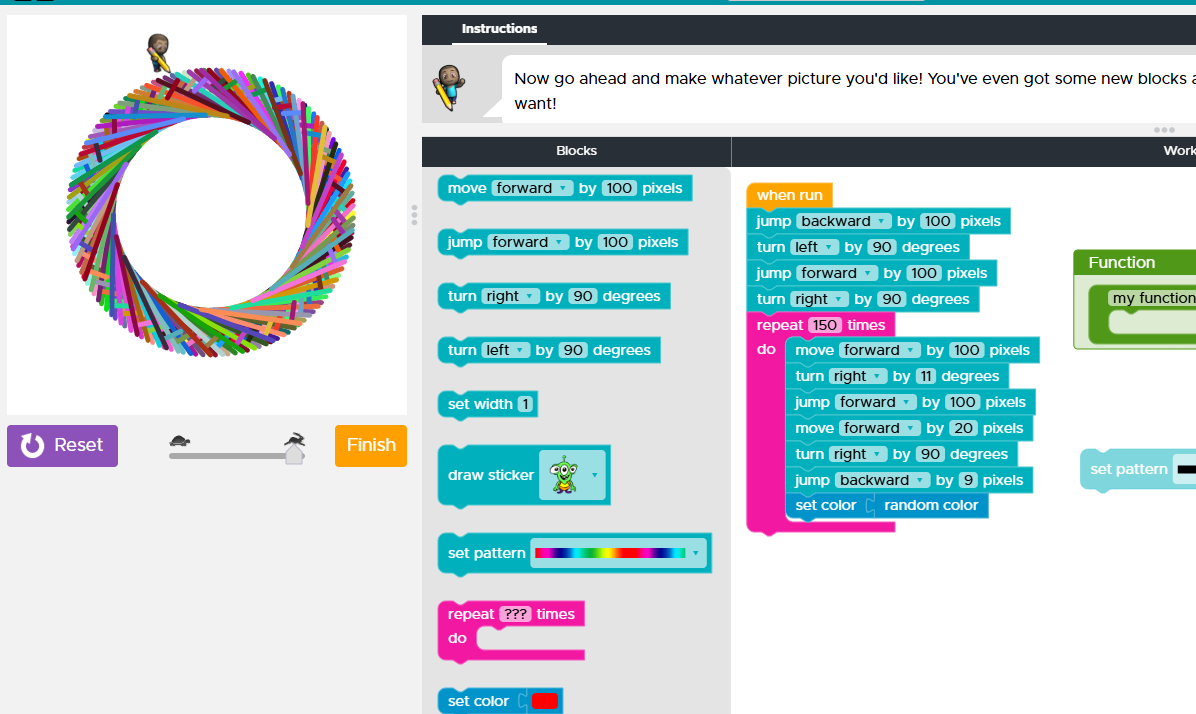 Instructions
Now go ahead and make whatever picture you'd like! You've even got some new blocks
want!
Blocks
move forward by 100 pixels
jump forward by 100 pixels
turn right by 90 degrees
turn left by 90 degrees
set width 1
draw sticker
set pattern
repeat ??? times
do
set color
when run
jump backward by 100 pixels
turn left by 90 degrees
jump forward by 100 pixels
turn right by 90 degrees
repeat 150 times
do move forward by 100 pixels
turn right by 11 degrees
jump forward by 100 pixels
move forward by 20 pixels
turn right by 90 degrees
jump backward by 9 pixels
set color random color
Function
my function
set pattern
Reset
Finish